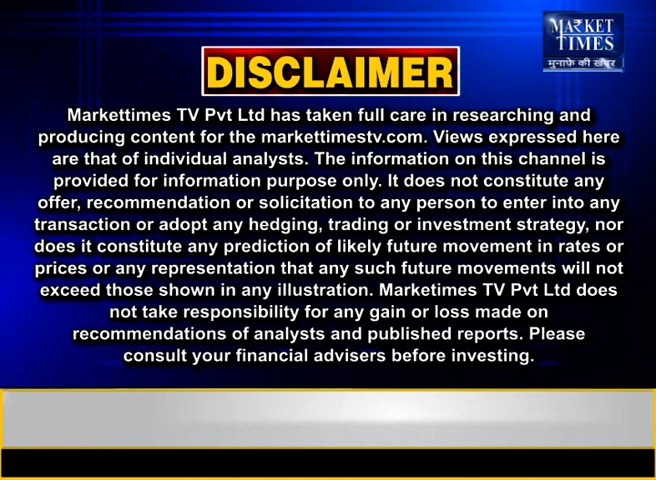 MARKET
TIMES
मुनाफे की ख़बर
DISCLAIMER
Markettimes TV Pvt Ltd has taken full care in researching and
producing content for the markettimestv.com. Views expressed here
are that of individual analysts. The information on this channel is
provided for information purpose only. It does not constitute any
offer, recommendation or solicitation to any person to enter into any
transaction or adopt any hedging, trading or investment strategy, nor
does it constitute any prediction of likely future movement in rates or
prices or any representation that any such future movements will not
exceed those shown in any illustration. Marketimes TV Pvt Ltd does
not take responsibility for any gain or loss made on
recommendations of analysts and published reports. Please
consult your financial advisers before investing.